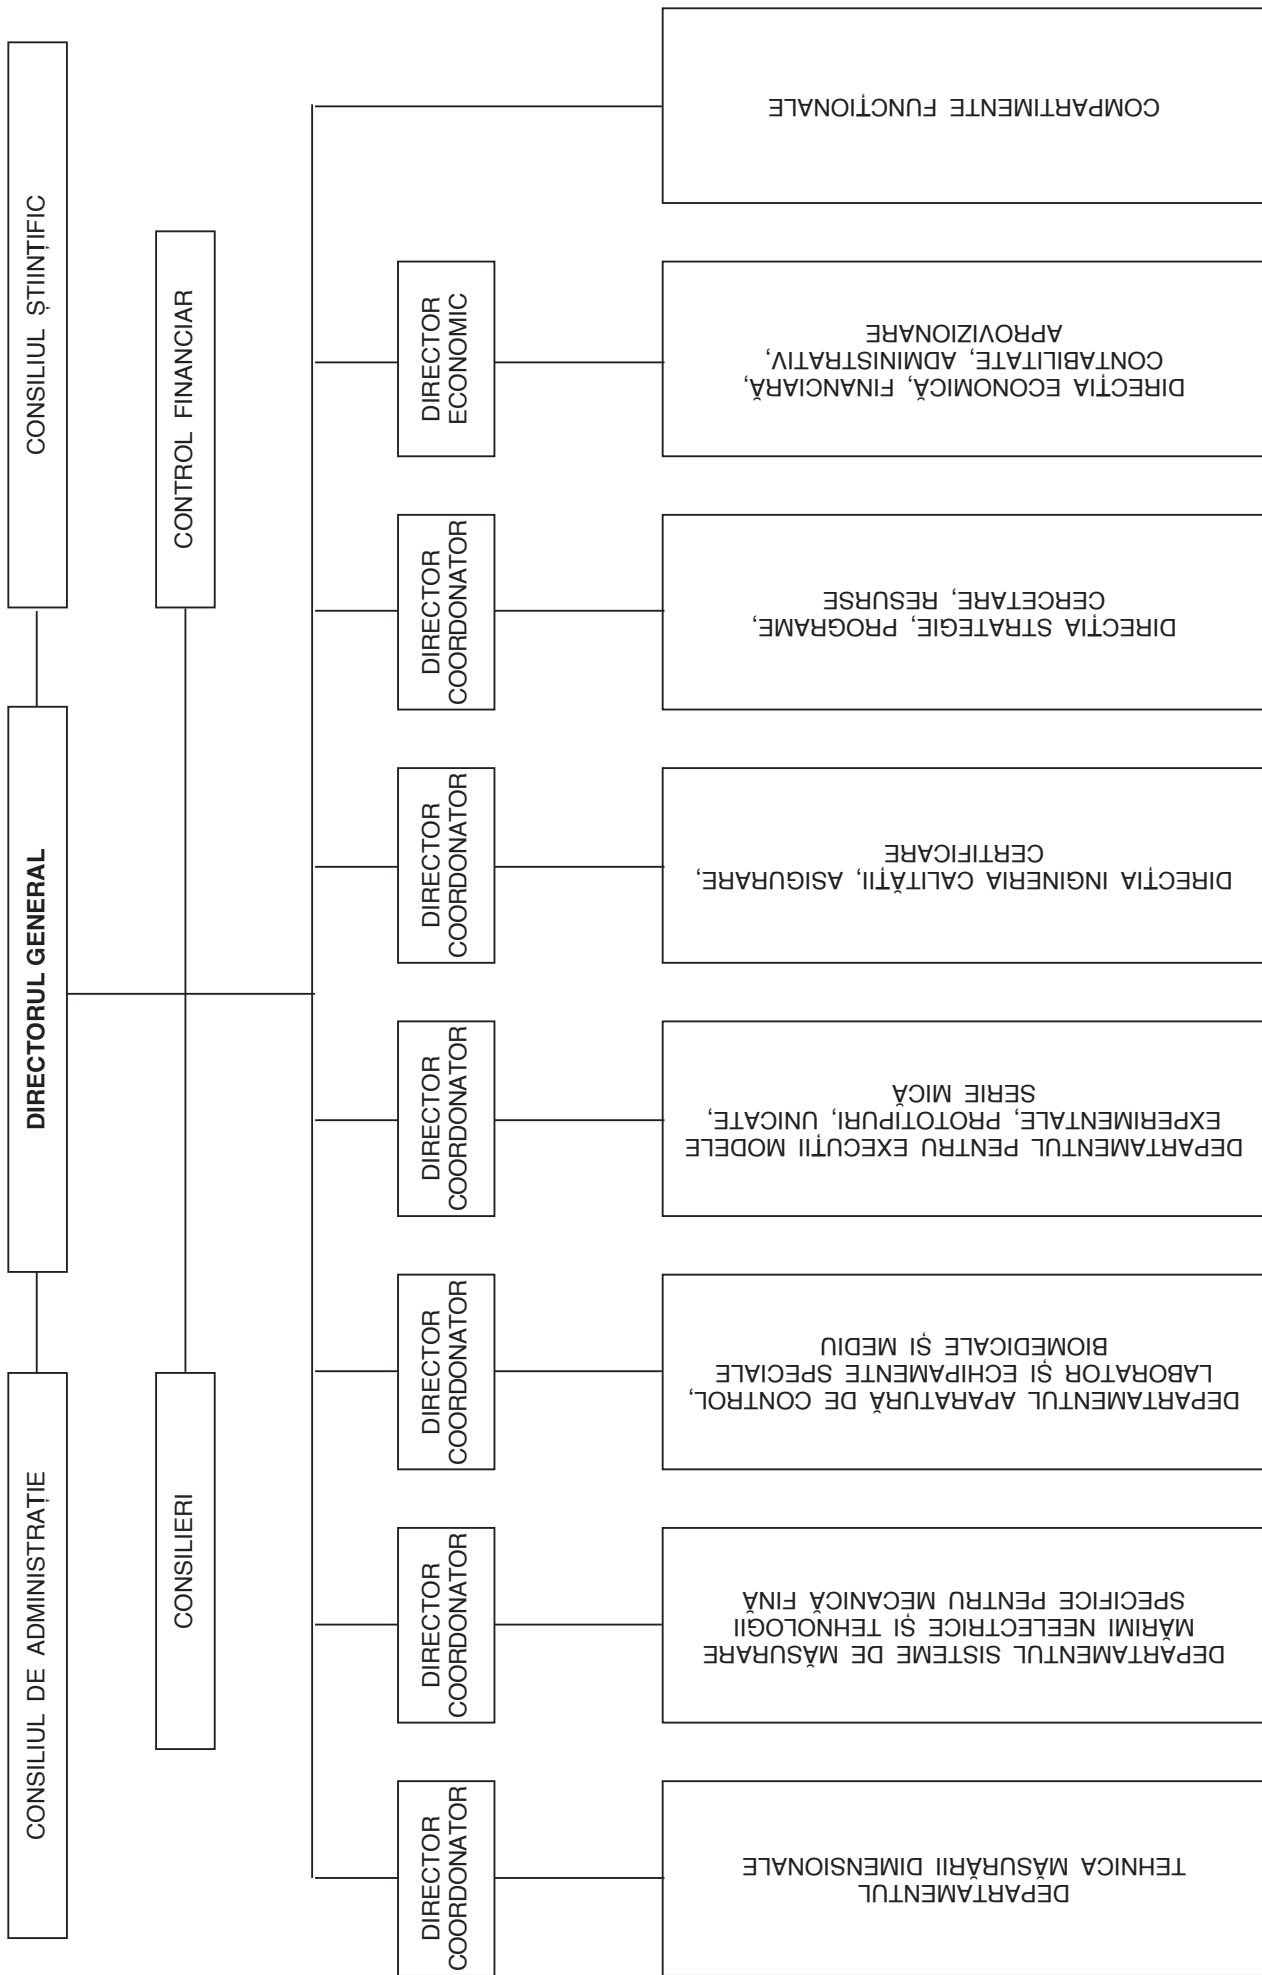 CONSILIUL DE ADMINISTRAȚIE
DIRECTORUL GENERAL
CONSILIUL ȘTIINȚIFIC
CONSILIERI
CONTROL FINANCIAR
DIRECTOR
COORDONATOR
DIRECTOR
COORDONATOR
DIRECTOR
COORDONATOR
DIRECTOR
COORDONATOR
DIRECTOR
COORDONATOR
DIRECTOR
COORDONATOR
DIRECTOR
ECONOMIC
DEPARTAMENTUL
TEHNICA MĂSURĂRII DIMENSIONALE
DEPARTAMENTUL SISTEME DE MĂSURARE
MĂRIMI NEELECTRICE ȘI TEHNOLOGII
SPECIFICE PENTRU MECANICĂ FINĂ
DEPARTAMENTUL APARATURĂ DE CONTROL,
LABORATOR ȘI ECHIPAMENTE SPECIALE
BIOMEDICALE ȘI MEDIU
DEPARTAMENTUL PENTRU EXECUȚII MODELE
EXPERIMENTALE, PROTOTIPURI, UNICATE,
SERIE MICĂ
DIRECȚIA INGINERIA CALITĂȚII, ASIGURARE,
CERTIFICARE
DIRECȚIA STRATEGIE, PROGRAME,
CERCETARE, RESURSE
DIRECȚIA ECONOMICĂ, FINANCIARĂ,
CONTABILITATE, ADMINISTRATIV,
APROVIZIONARE
COMPARTIMENTE FUNCȚIONALE